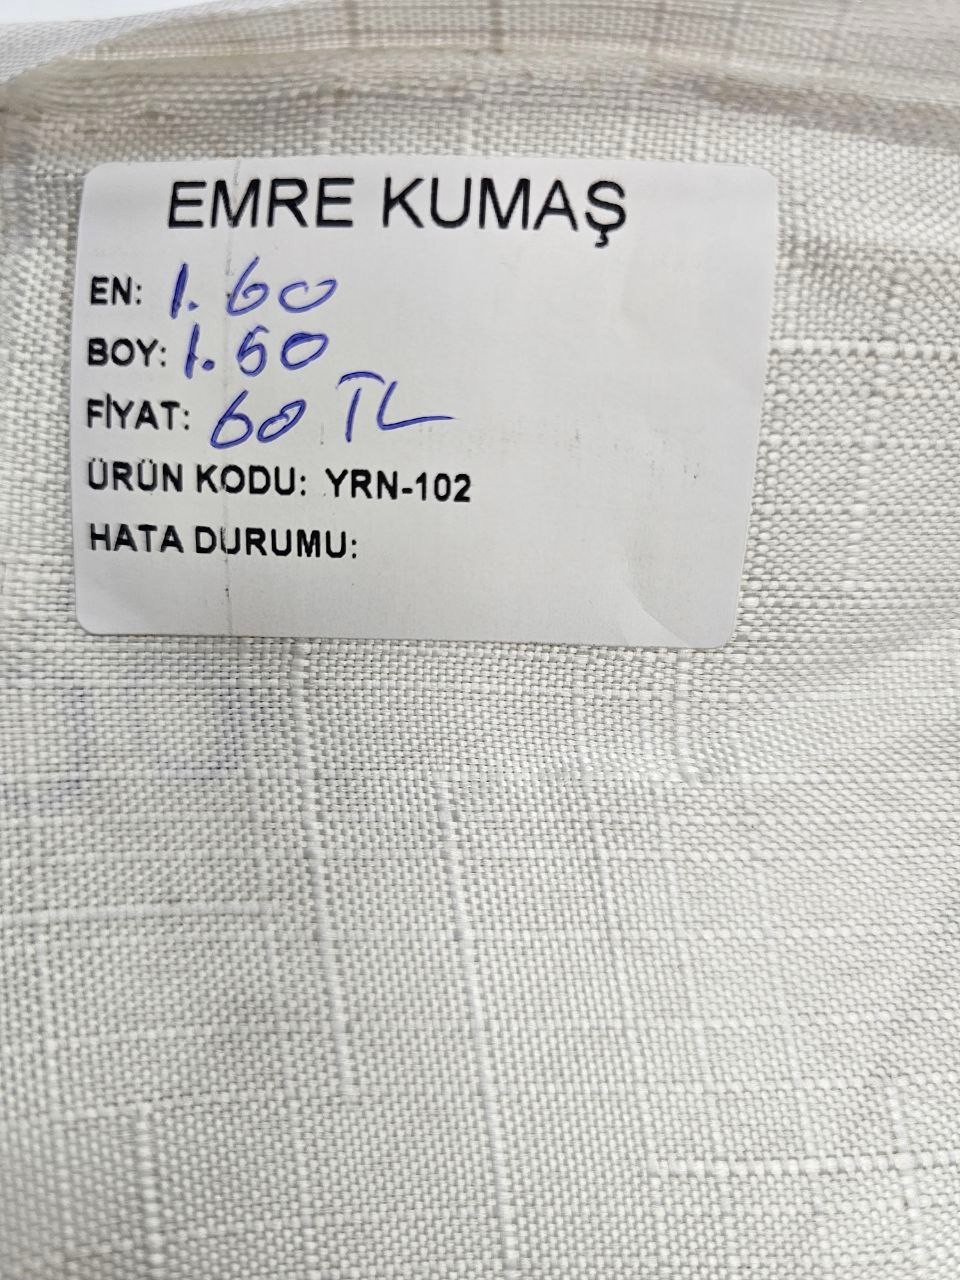 EMRE KUMAŞ
EN: 1.60
BOY: 1.50
FİYAT: 60 TL
ÜRÜN KODU: YRN-102
HATA DURUMU: